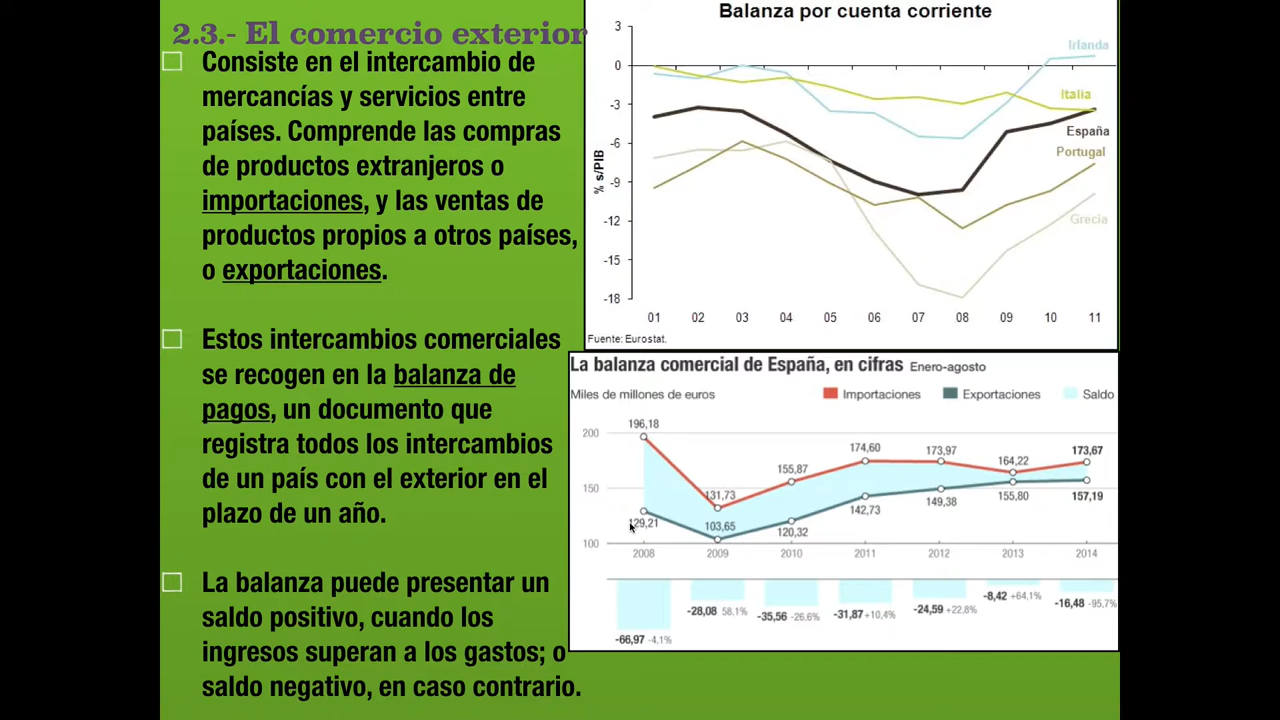 2.3.- El comercio exterior
Consiste en el intercambio de
mercancías y servicios entre
países. Comprende las compras
de productos extranjeros o
importaciones, y las ventas de
productos propios a otros países,
o exportaciones.
Estos intercambios comerciales
se recogen en la balanza de
pagos, un documento que
registra todos los intercambios
de un país con el exterior en el
plazo de un año.
La balanza puede presentar un
saldo positivo, cuando los
ingresos superan a los gastos; o
saldo negativo, en caso contrario.
Balanza por cuenta corriente
3
0
-3
-6
-9
-12
-15
-18
% s/PIB
Irlanda
Italia
España
Portugal
Grecia
01 02 03 04 05 06 07 08 09 10 11
Fuente: Eurostat.
La balanza comercial de España, en cifras Enero-agosto
Miles de millones de euros Importaciones Exportaciones Saldo
200
150
100
196,18 131,73 155,87 174,60 173,97 164,22 173,67
129,21 103,65 120,32 142,73 149,38 155,80 157,19
2008 2009 2010 2011 2012 2013 2014
-66,97 -4,1% -28,08 58,1% -35,56 -26,6% -31,87 +10,4% -24,59 +22,8% -8,42 +64,1% -16,48 -95,7%